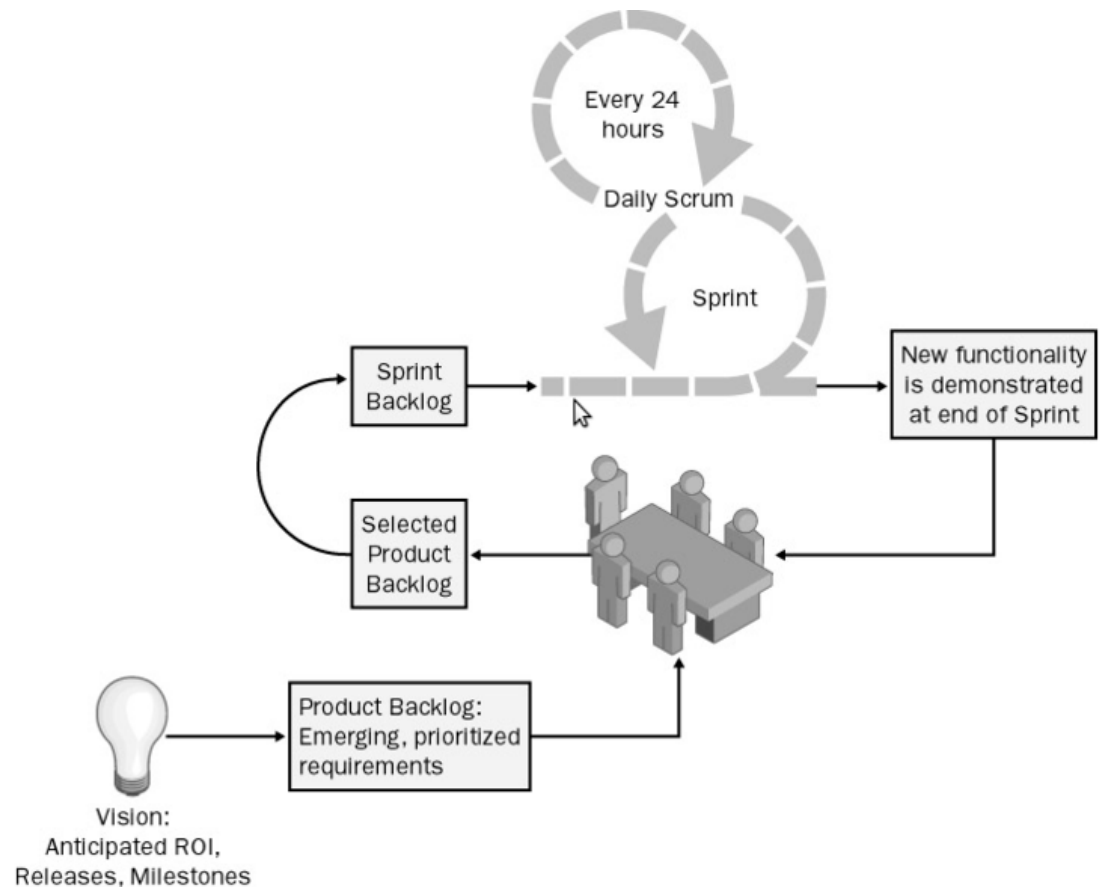 Every 24
hours
Daily Scrum
Sprint
Sprint
Backlog
New functionality
is demonstrated
at end of Sprint
Selected
Product
Backlog
Product Backlog:
Emerging, prioritized
requirements
Vision:
Anticipated ROI,
Releases, Milestones